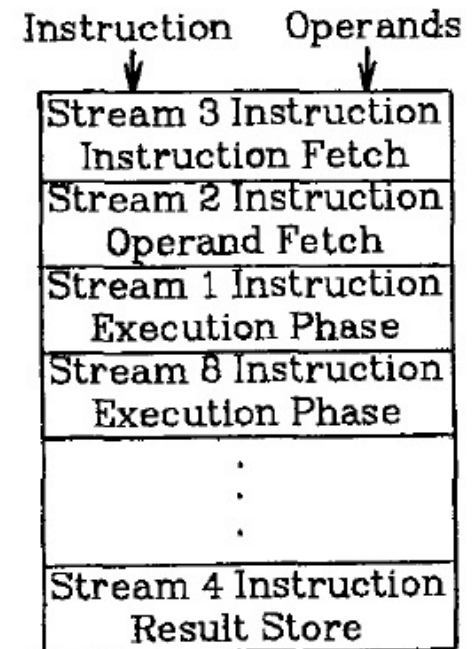 Instruction Operands
Stream 3 Instruction
Instruction Fetch
Stream 2 Instruction
Operand Fetch
Stream 1 Instruction
Execution Phase
Stream 8 Instruction
Execution Phase
.
.
.
Stream 4 Instruction
Result Store